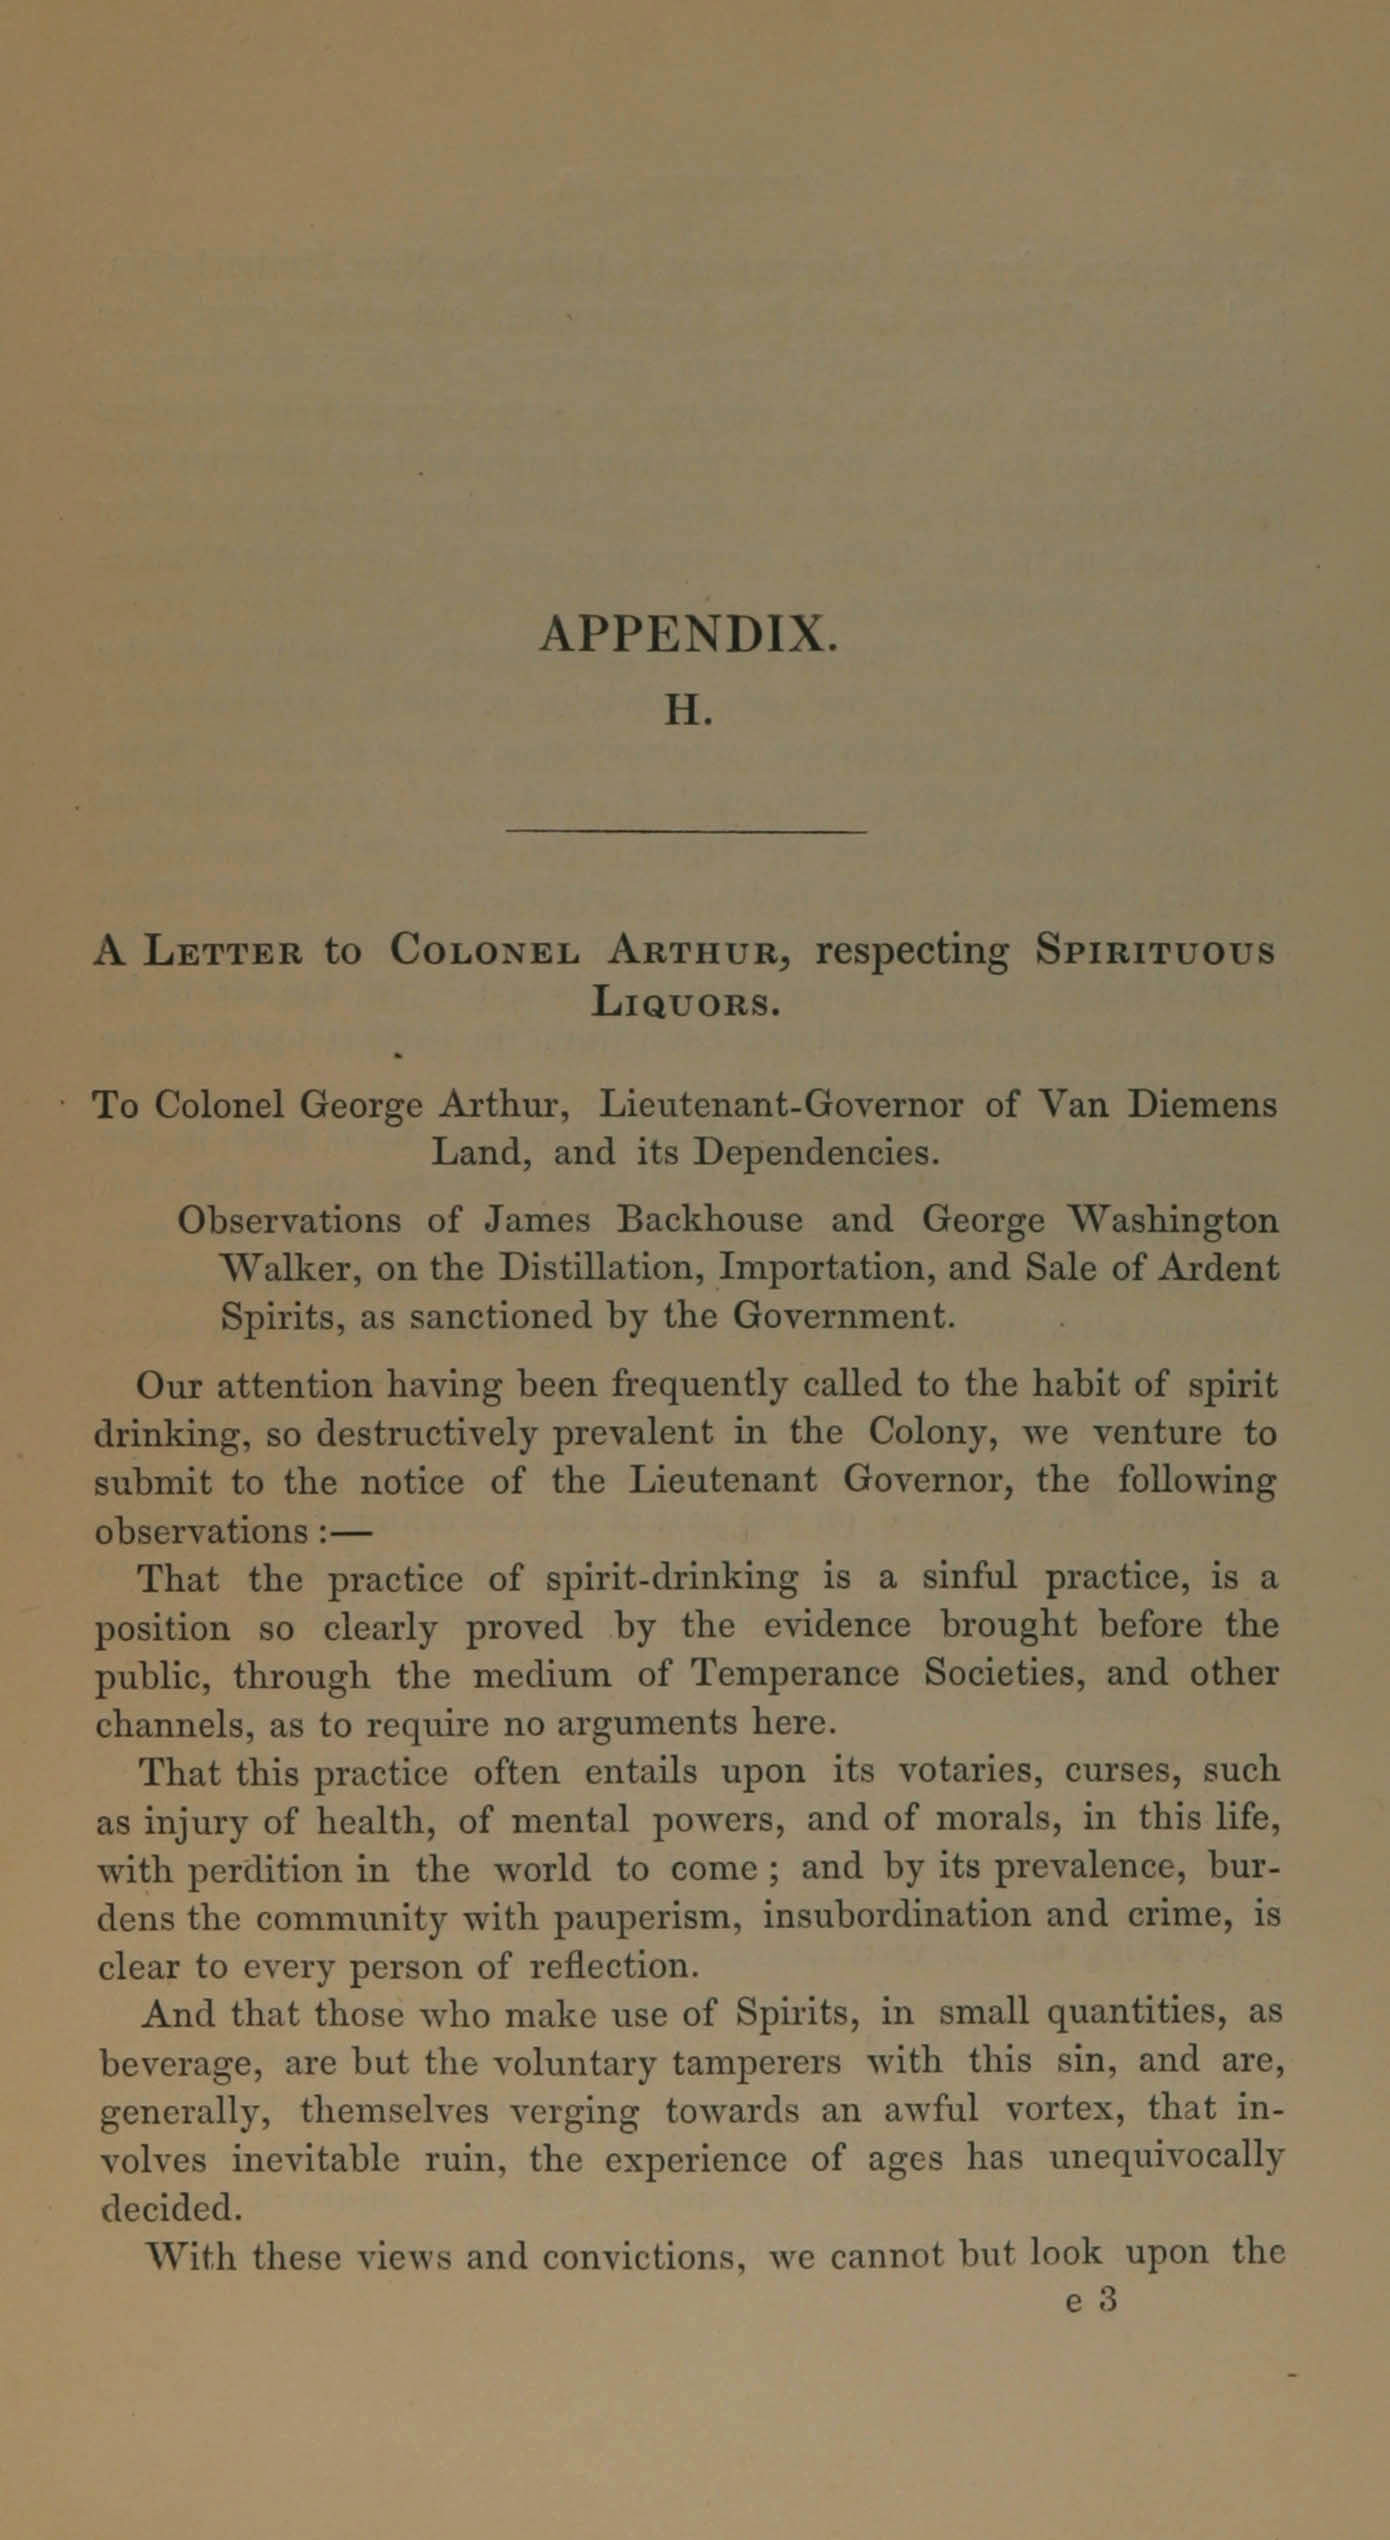 APPENDIX.
H.
A LETTER to COLONEL ARTHUR, respecting SPIRITUOUS
LIQUORS.
To Colonel George Arthur, Lieutenant-Governor of Van Diemens
Land, and its Dependencies.
Observations of James Backhouse and George Washington
Walker, on the Distillation, Importation, and Sale of Ardent
Spirits, as sanctioned by the Government.
Our attention having been frequently called to the habit of spirit
drinking, so destructively prevalent in the Colony, we venture to
submit to the notice of the Lieutenant Governor, the following
observations :—
That the practice of spirit-drinking is a sinful practice, is a
position so clearly proved by the evidence brought before the
public, through the medium of Temperance Societies, and other
channels, as to require no arguments here.
That this practice often entails upon its votaries, curses, such
as injury of health, of mental powers, and of morals, in this life,
with perdition in the world to come ; and by its prevalence, bur-
dens the community with pauperism, insubordination and crime, is
clear to every person of reflection.
And that those who make use of Spirits, in small quantities, as
beverage, are but the voluntary tamperers with this sin, and are,
generally, themselves verging towards an awful vortex, that in-
volves inevitable ruin, the experience of ages has unequivocally
decided.
With these views and convictions, we cannot but look upon the
e 3